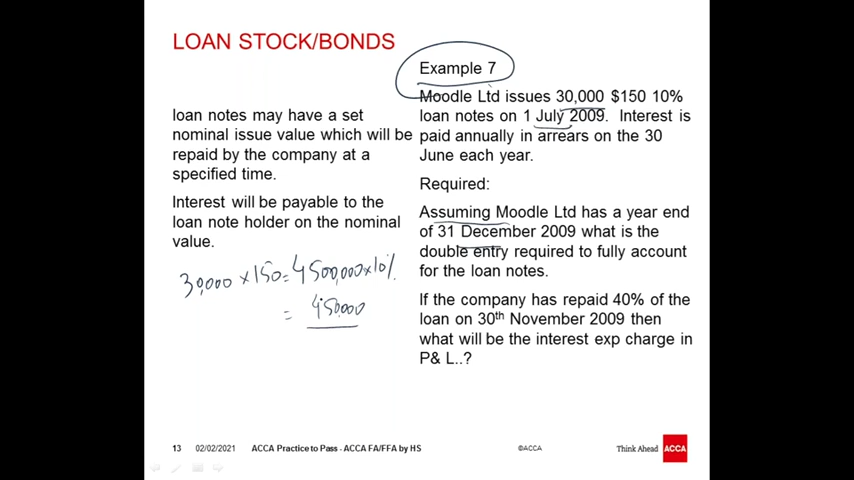 LOAN STOCK/BONDS
loan notes may have a set
nominal issue value which will be
repaid by the company at a
specified time.
Interest will be payable to the
loan note holder on the nominal
value.
30,000 × 150 = 4500,000 × 10%
= 450,000
Example 7
Moodle Ltd issues 30,000 $150 10%
loan notes on 1 July 2009. Interest is
paid annually in arrears on the 30
June each year.
Required:
Assuming Moodle Ltd has a year end
of 31 December 2009 what is the
double entry required to fully account
for the loan notes.
If the company has repaid 40% of the
loan on 30th November 2009 then
what will be the interest exp charge in
P& L..?
13 02/02/2021 ACCA Practice to Pass - ACCA FA/FFA by HS ©ACCA Think Ahead ACCA